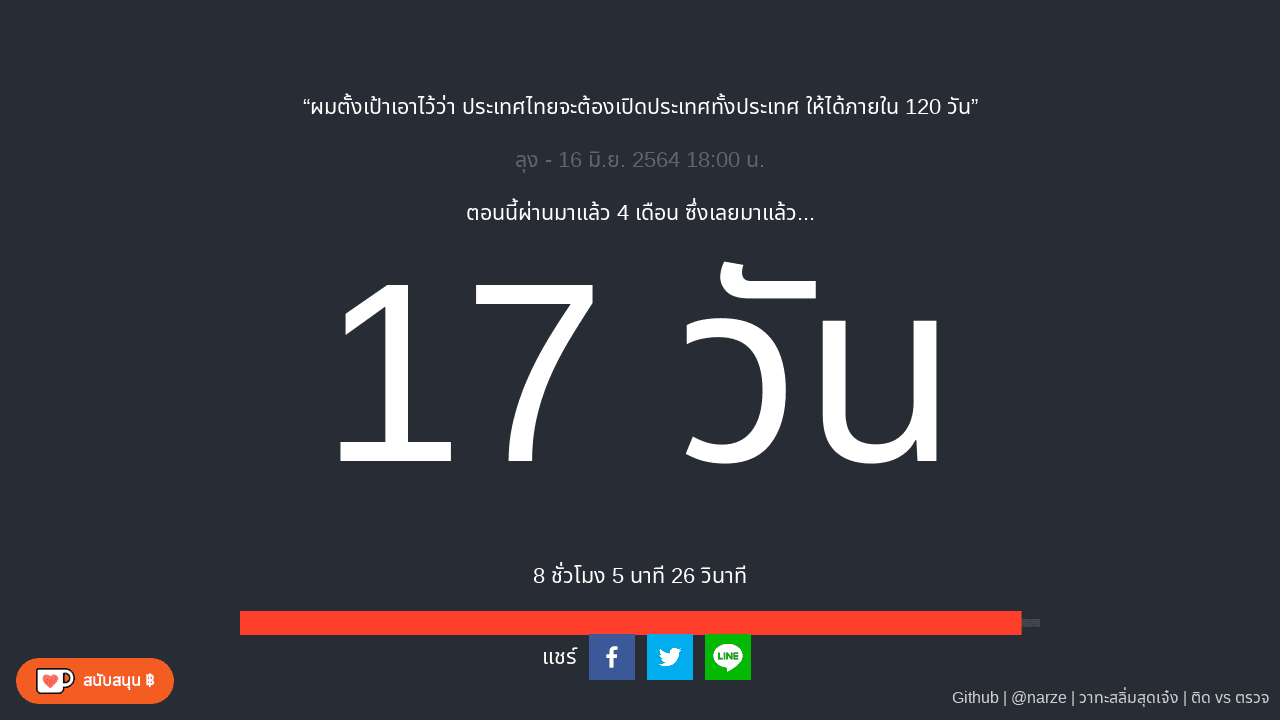 “ผมตั้งเป้าเอาไว้ว่า ประเทศไทยจะต้องเปิดประเทศทั้งประเทศ ให้ได้ภายใน 120 วัน”
ลุง - 16 มิ.ย. 2564 18:00 น.
ตอนนี้ผ่านมาแล้ว 4 เดือน ซึ่งเลยมาแล้ว...
17 วัน
8 ชั่วโมง 5 นาที 26 วินาที
แชร์
LINE
สนับสนุน ฿
Github | @narze | วาทะสลิ่มสุดเจ๋ง | ติด vs ตรวจ